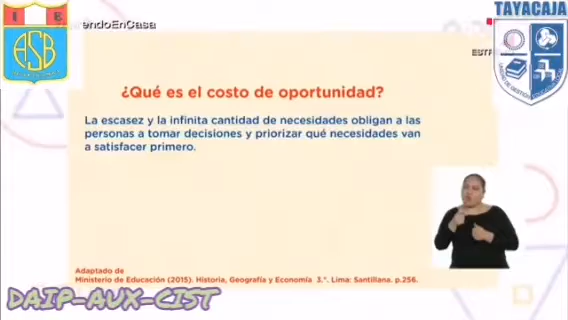 I E
ASB
endoEnCasa
TAYACAJA
ESTR
¿Qué es el costo de oportunidad?
La escasez y la infinita cantidad de necesidades obligan a las
personas a tomar decisiones y priorizar qué necesidades van
a satisfacer primero.
Adaptado de
Ministerio de Educación (2015): Historia, Geografía y Economía 3.°. Lima: Santillana. p.256.
DAIP-AUX-CIST